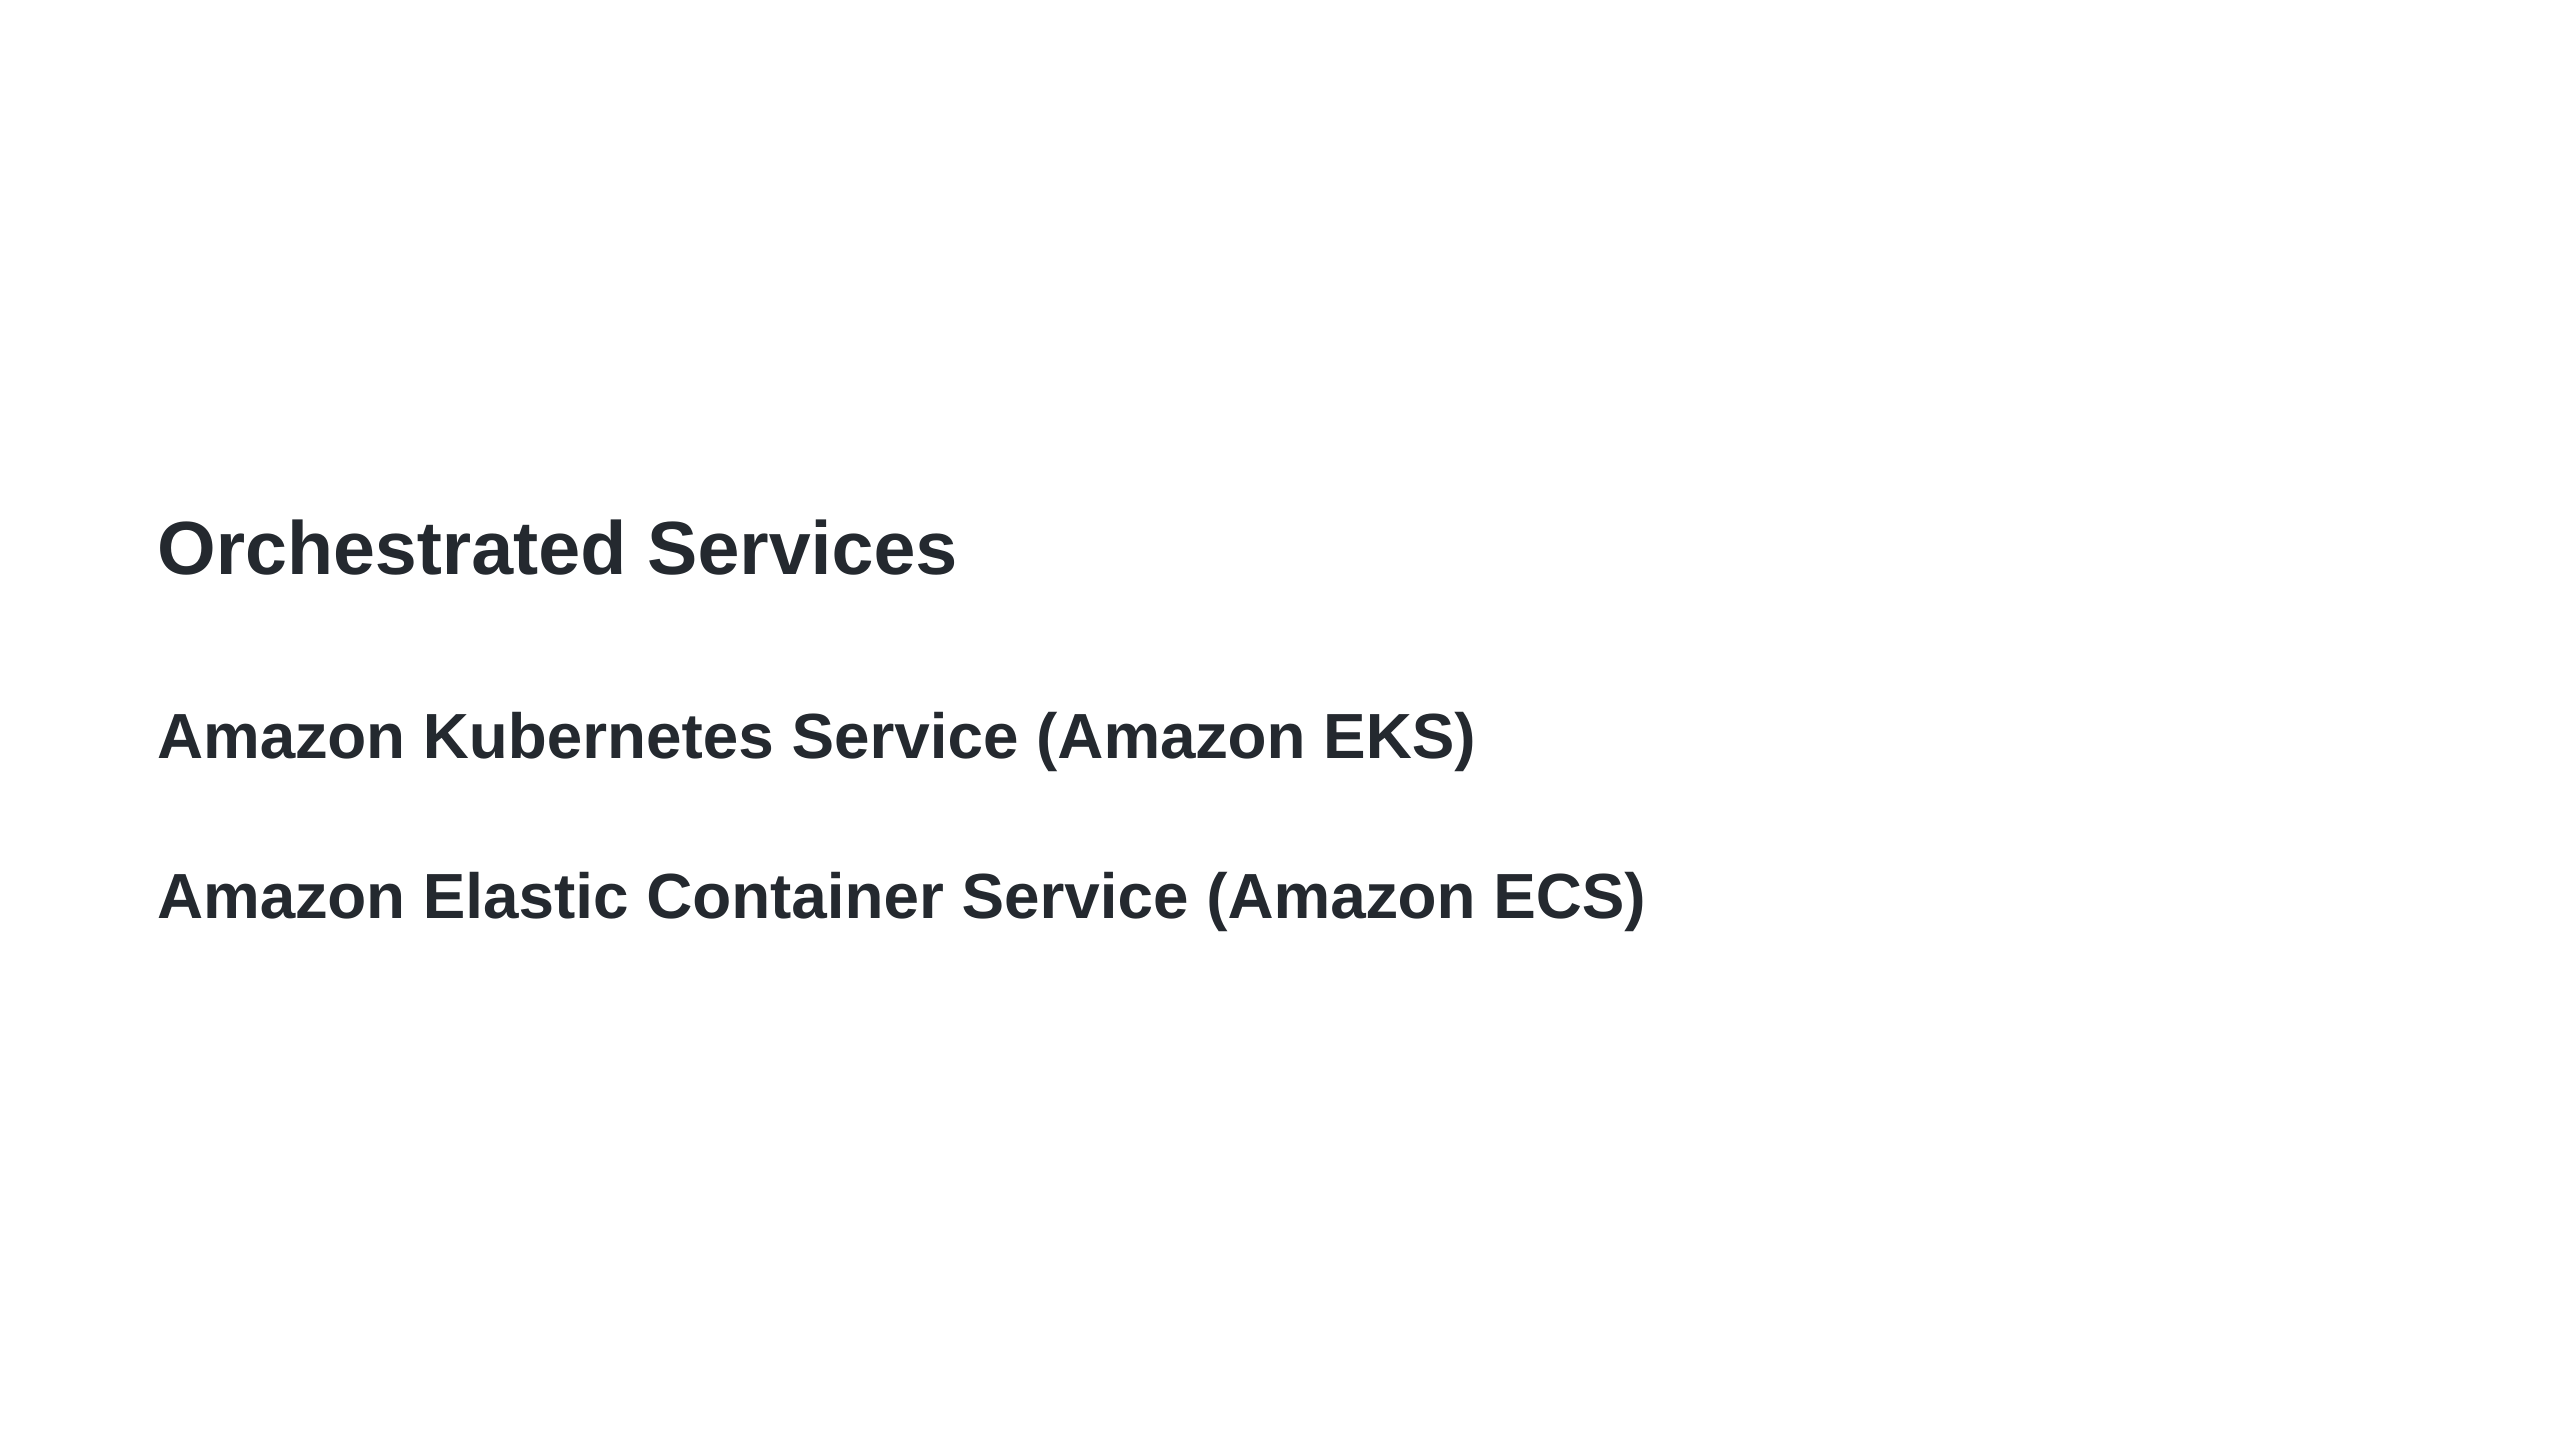 Orchestrated Services
Amazon Kubernetes Service (Amazon EKS)
Amazon Elastic Container Service (Amazon ECS)